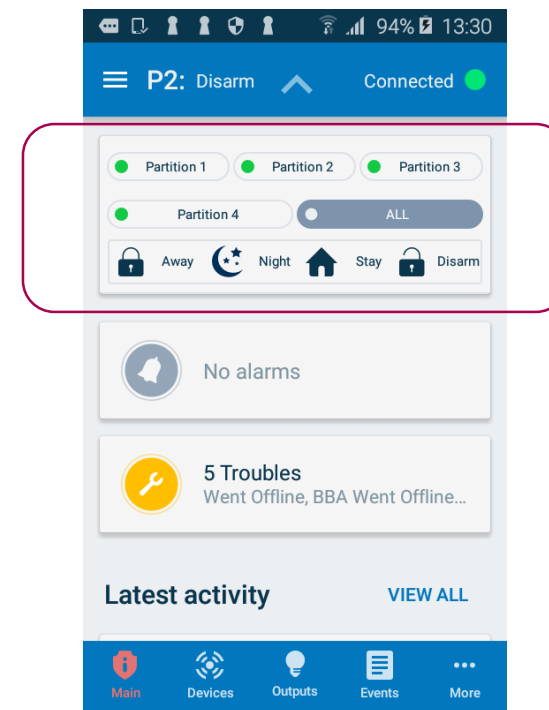 94% 13:30
P2: Disarm Connected
Partition 1 Partition 2 Partition 3
Partition 4 ALL
Away Night Stay Disarm
No alarms
5 Troubles
Went Offline, BBA Went Offline...
Latest activity VIEW ALL
Main Devices Outputs Events More